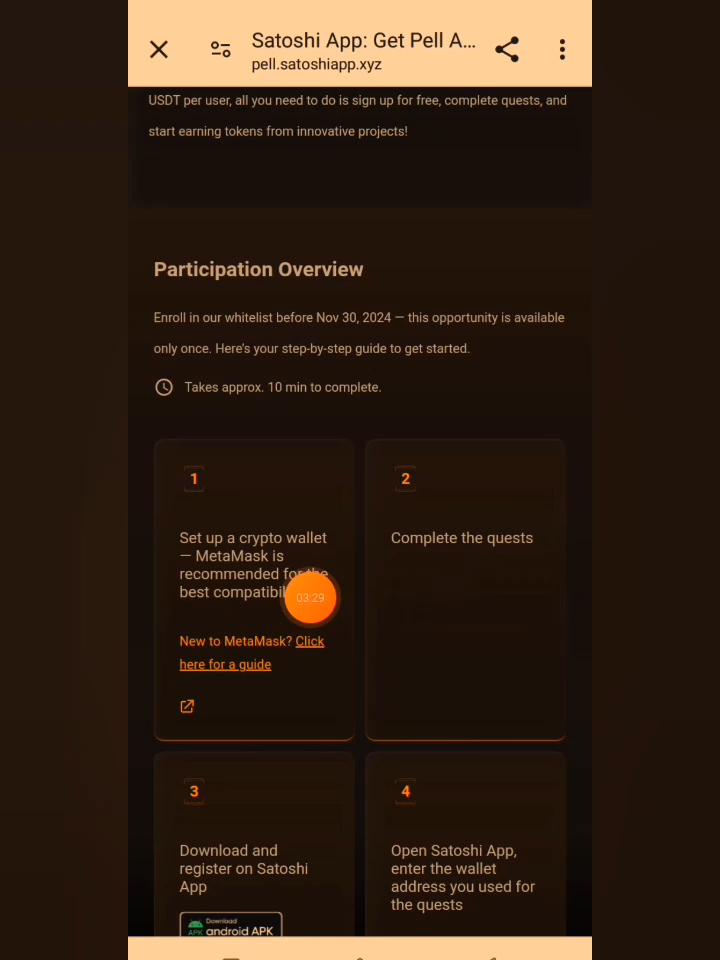 Satoshi App: Get Pell A...
pell.satoshiapp.xyz
USDT per user, all you need to do is sign up for free, complete quests, and
start earning tokens from innovative projects!
Participation Overview
Enroll in our whitelist before Nov 30, 2024 — this opportunity is available
only once. Here's your step-by-step guide to get started.
Takes approx. 10 min to complete.
1
Set up a crypto wallet
— MetaMask is
recommended for the
best compatibil
03:29
New to MetaMask? Click
here for a guide
2
Complete the quests
3
Download and
register on Satoshi
App
Download
APK android APK
4
Open Satoshi App,
enter the wallet
address you used for
the quests